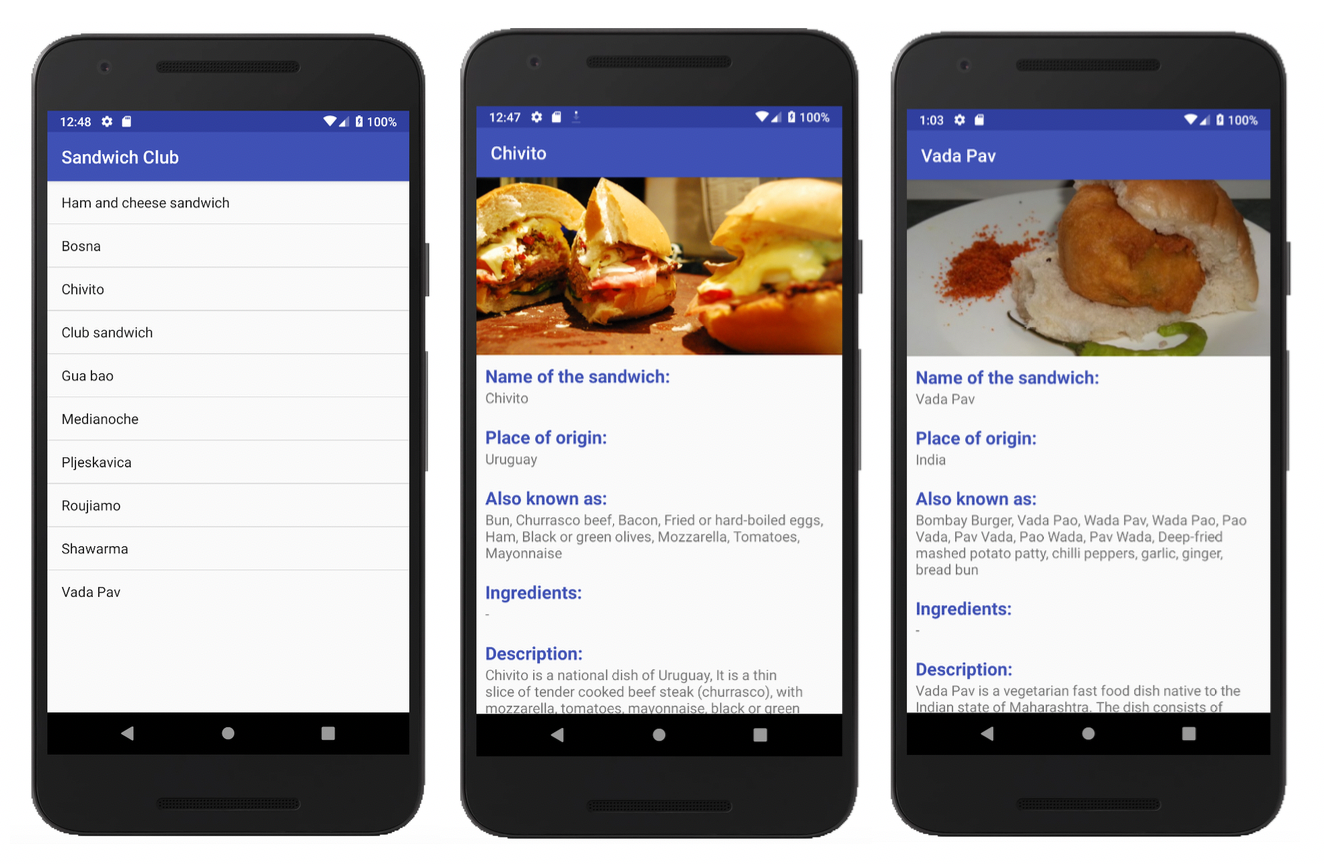 12:48
100%
Sandwich Club
Ham and cheese sandwich
Bosna
Chivito
Club sandwich
Gua bao
Medianoche
Pljeskavica
Roujiamo
Shawarma
Vada Pav
12:47
100%
Chivito
Name of the sandwich:
Chivito
Place of origin:
Uruguay
Also known as:
Bun, Churrasco beef, Bacon, Fried or hard-boiled eggs,
Ham, Black or green olives, Mozzarella, Tomatoes,
Mayonnaise
Ingredients:
-
Description:
Chivito is a national dish of Uruguay, It is a thin
slice of tender cooked beef steak (churrasco), with
mozzarella, tomatoes, mayonnaise, black or green
1:03
100%
Vada Pav
Name of the sandwich:
Vada Pav
Place of origin:
India
Also known as:
Bombay Burger, Vada Pao, Wada Pav, Wada Pao, Pao
Vada, Pav Vada, Pao Wada, Pav Wada, Deep-fried
mashed potato patty, chilli peppers, garlic, ginger,
bread bun
Ingredients:
-
Description:
Vada Pav is a vegetarian fast food dish native to the
Indian state of Maharashtra. The dish consists of